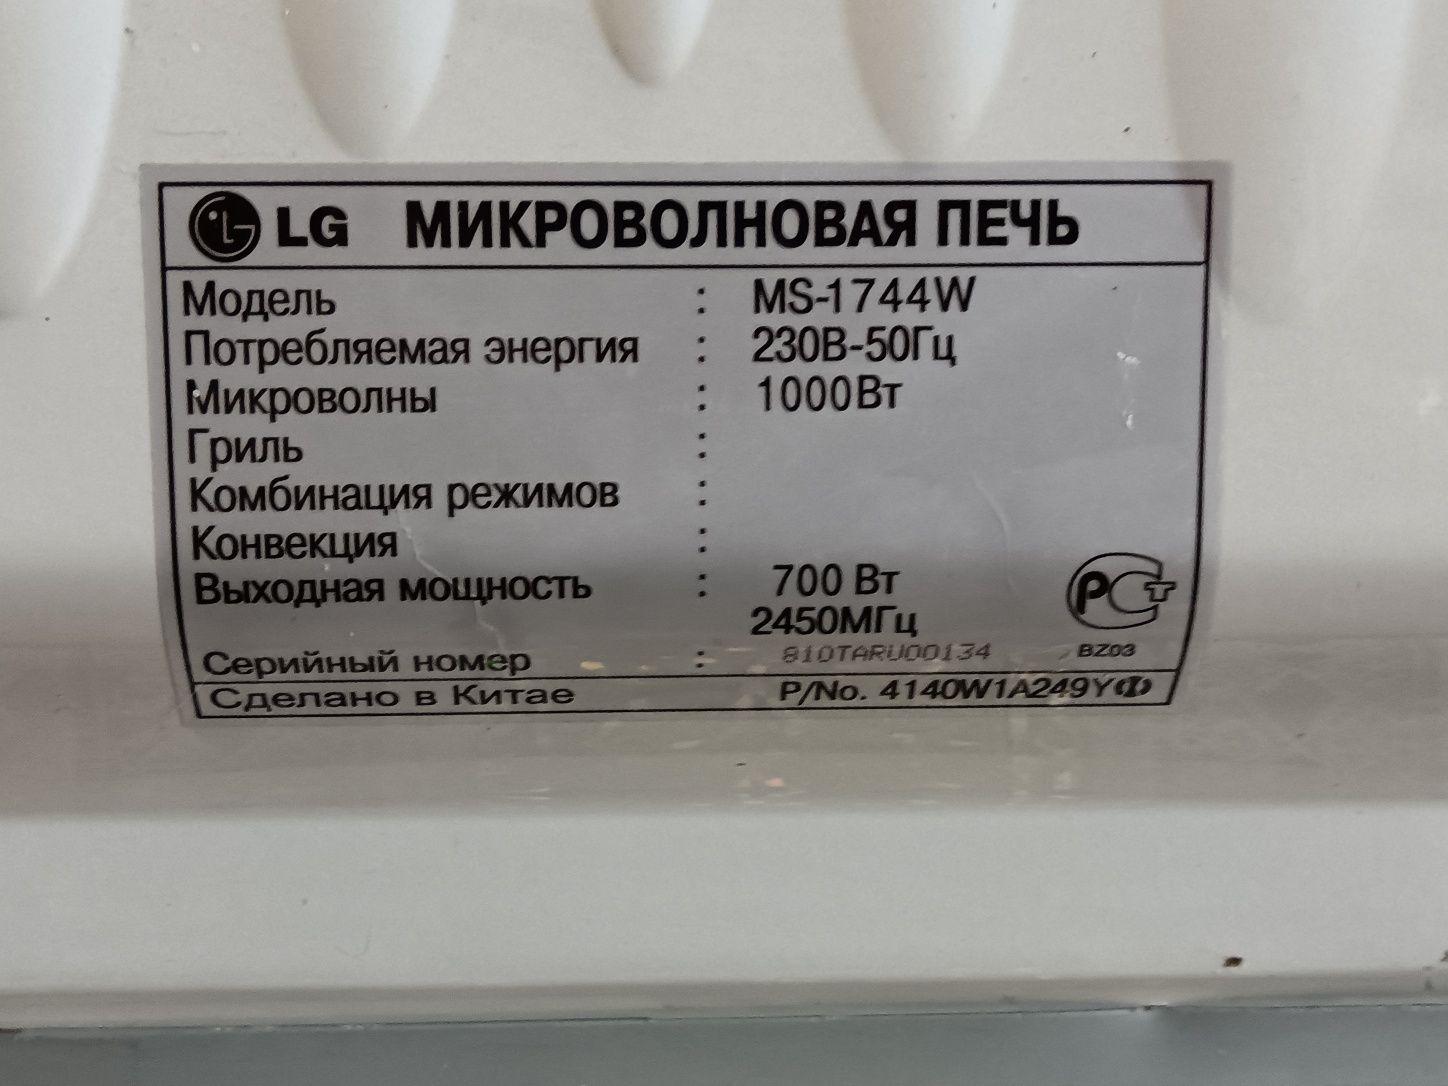 LG МИКРОВОЛНОВАЯ ПЕЧЬ
Модель : MS-1744W
Потребляемая энергия : 230В-50Гц
Микроволны : 1000Вт
Гриль :
Комбинация режимов :
Конвекция :
Выходная мощность : 700 Вт
2450МГц
Серийный номер : 810TARU00134 BZ03
Сделано в Китае P/No. 4140W1A249Y